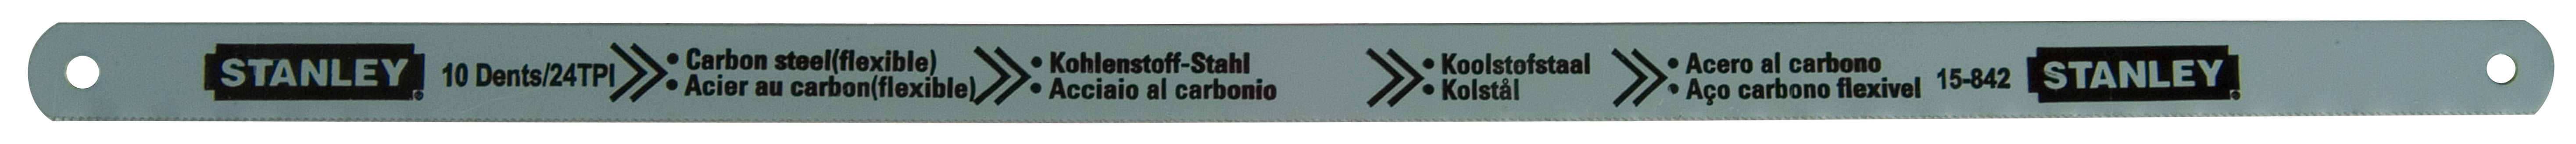 STANLEY
10 Dents/24TPI
• Carbon steel(flexible)
• Acier au carbon(flexible)
• Kohlenstoff-Stahl
• Acciaio al carbonio
• Koolstofstaal
• Kolstål
• Acero al carbono
• Aço carbono flexivel
15-842
STANLEY